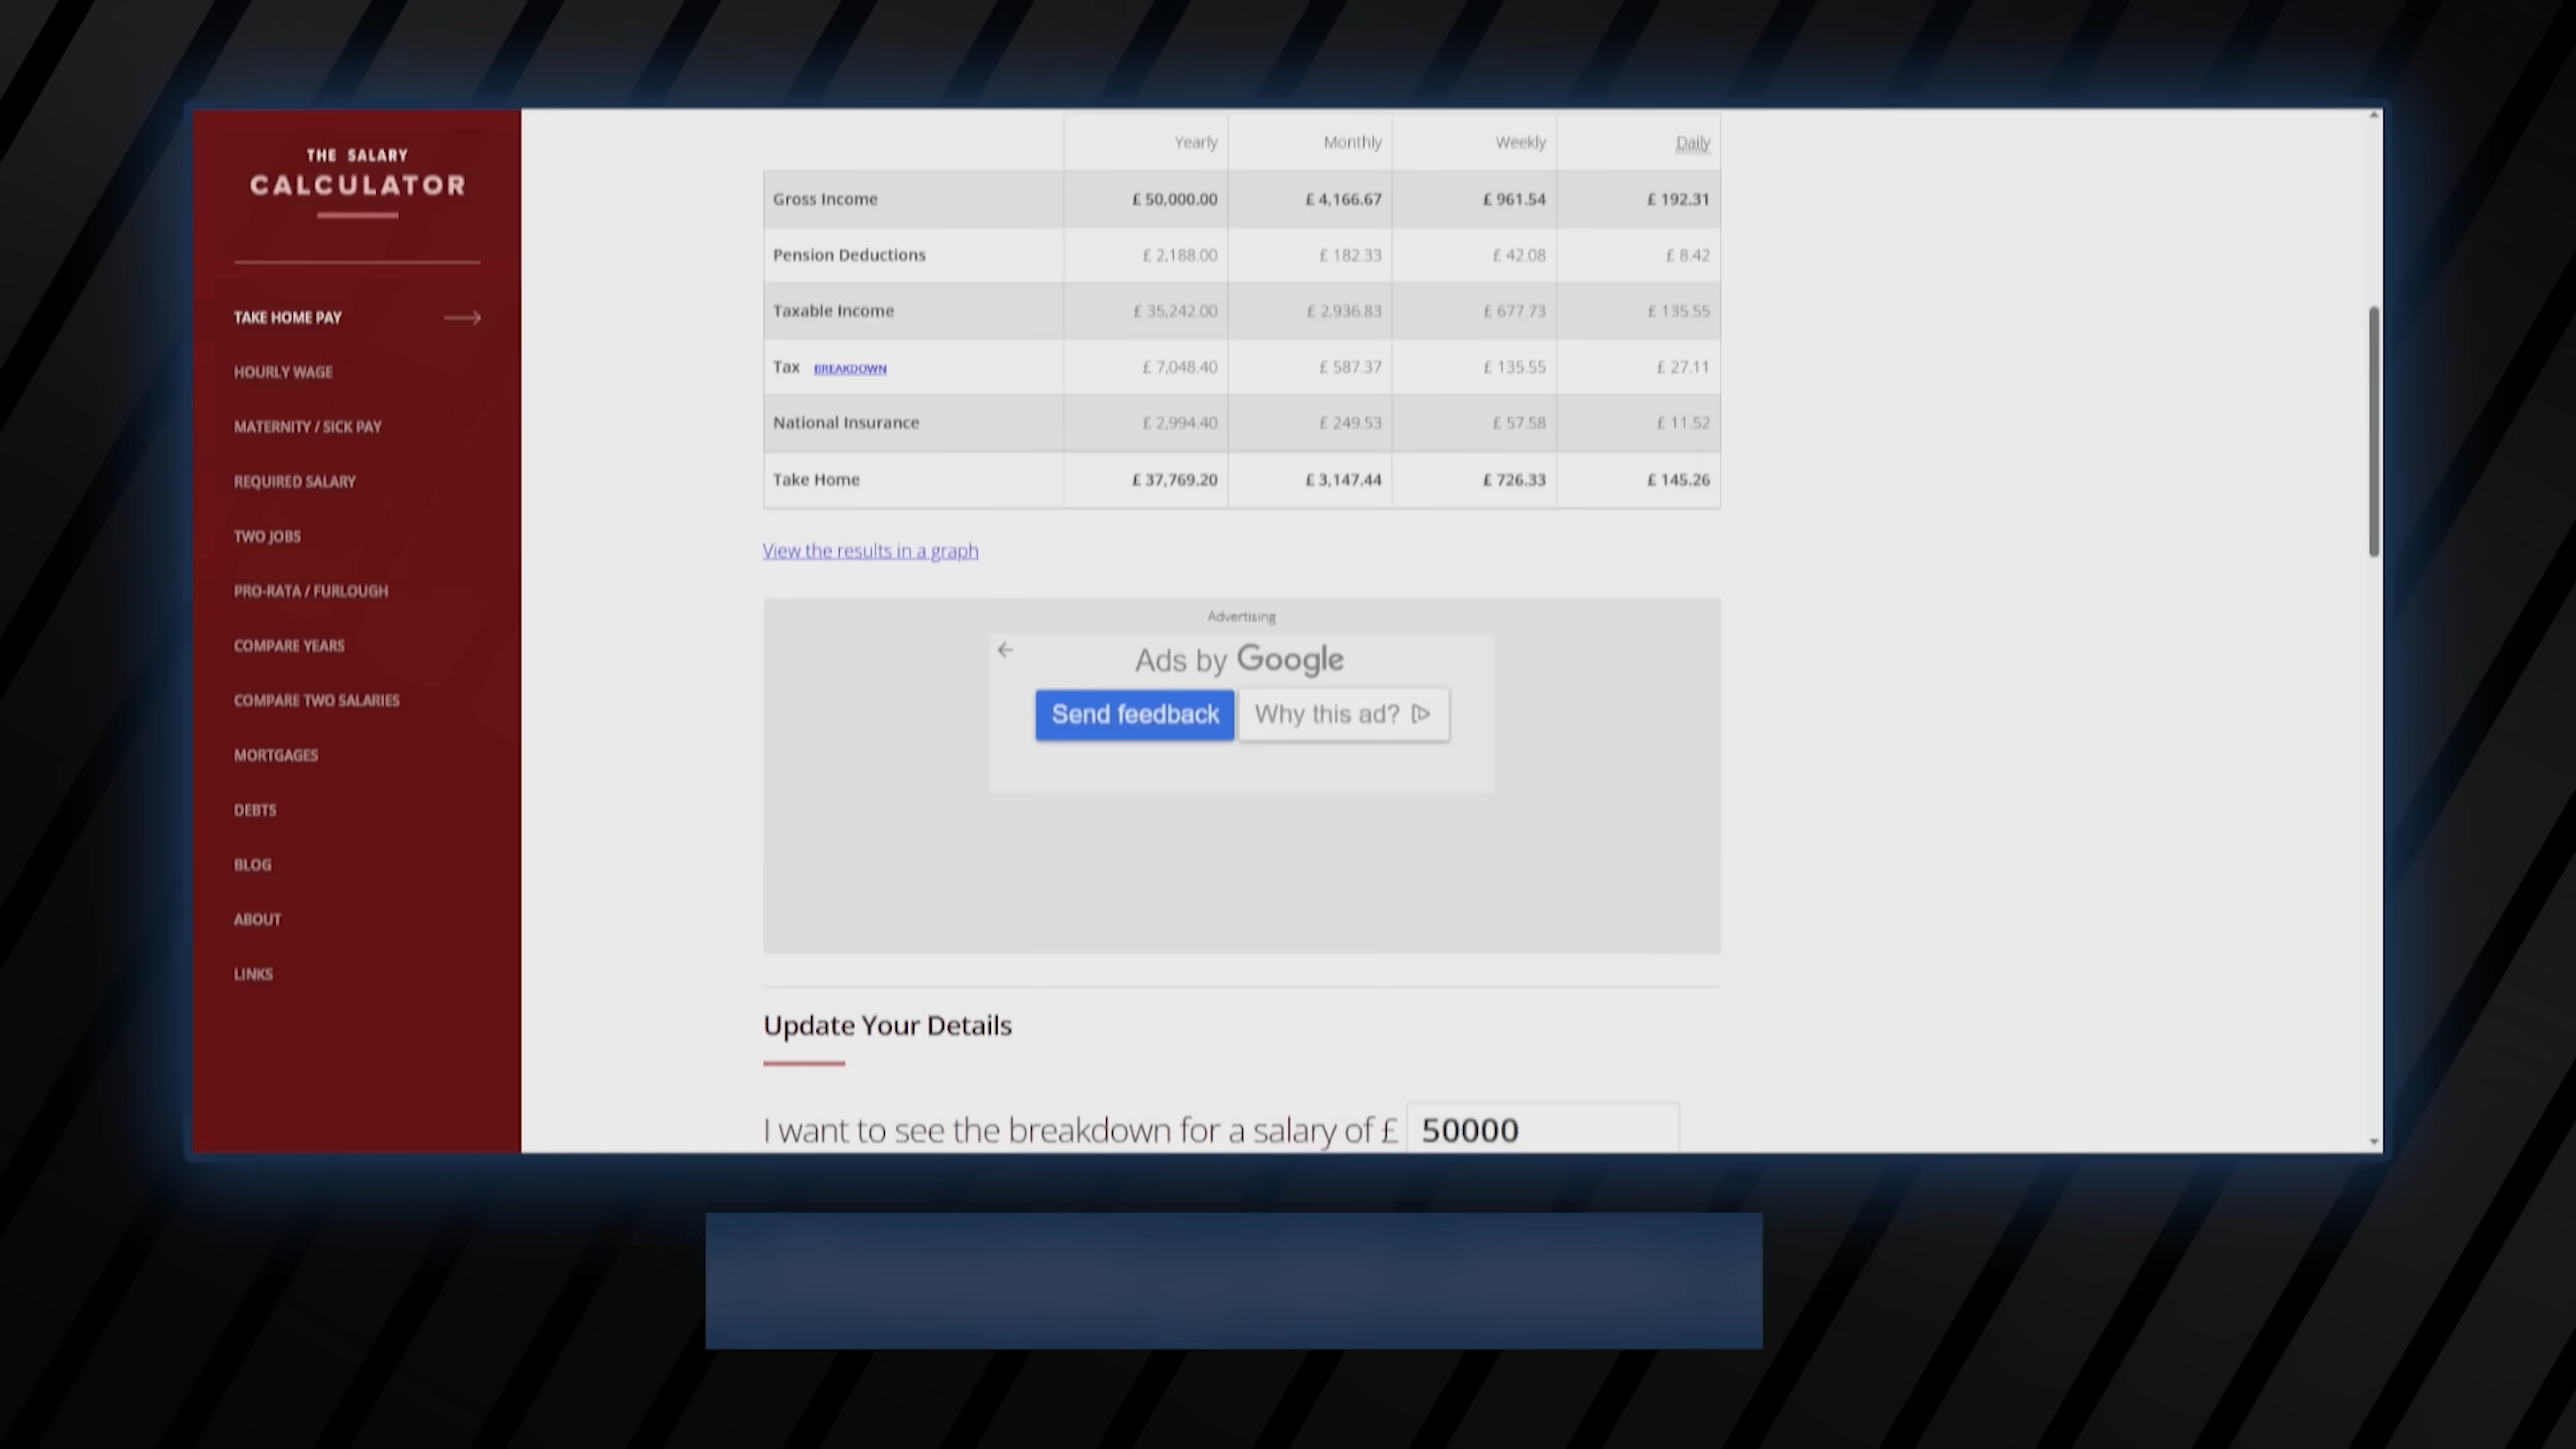 THE SALARY
CALCULATOR
TAKE HOME PAY
HOURLY WAGE
MATERNITY / SICK PAY
REQUIRED SALARY
TWO JOBS
PRO-RATA / FURLOUGH
COMPARE YEARS
COMPARE TWO SALARIES
MORTGAGES
DEBTS
BLOG
ABOUT
LINKS
Yearly Monthly Weekly Daily
Gross Income £ 50,000.00 £ 4,166.67 £ 961.54 £ 192.31
Pension Deductions £ 2,188.00 £ 182.33 £ 42.08 £ 8.42
Taxable Income £ 35,242.00 £ 2,936.83 £ 677.73 £ 135.55
Tax BREAKDOWN £ 7,048.40 £ 587.37 £ 135.55 £ 27.11
National Insurance £ 2,994.40 £ 249.53 £ 57.58 £ 11.52
Take Home £ 37,769.20 £ 3,147.44 £ 726.33 £ 145.26
View the results in a graph
Advertising
Ads by Google
Send feedback Why this ad?
Update Your Details
I want to see the breakdown for a salary of £ 50000